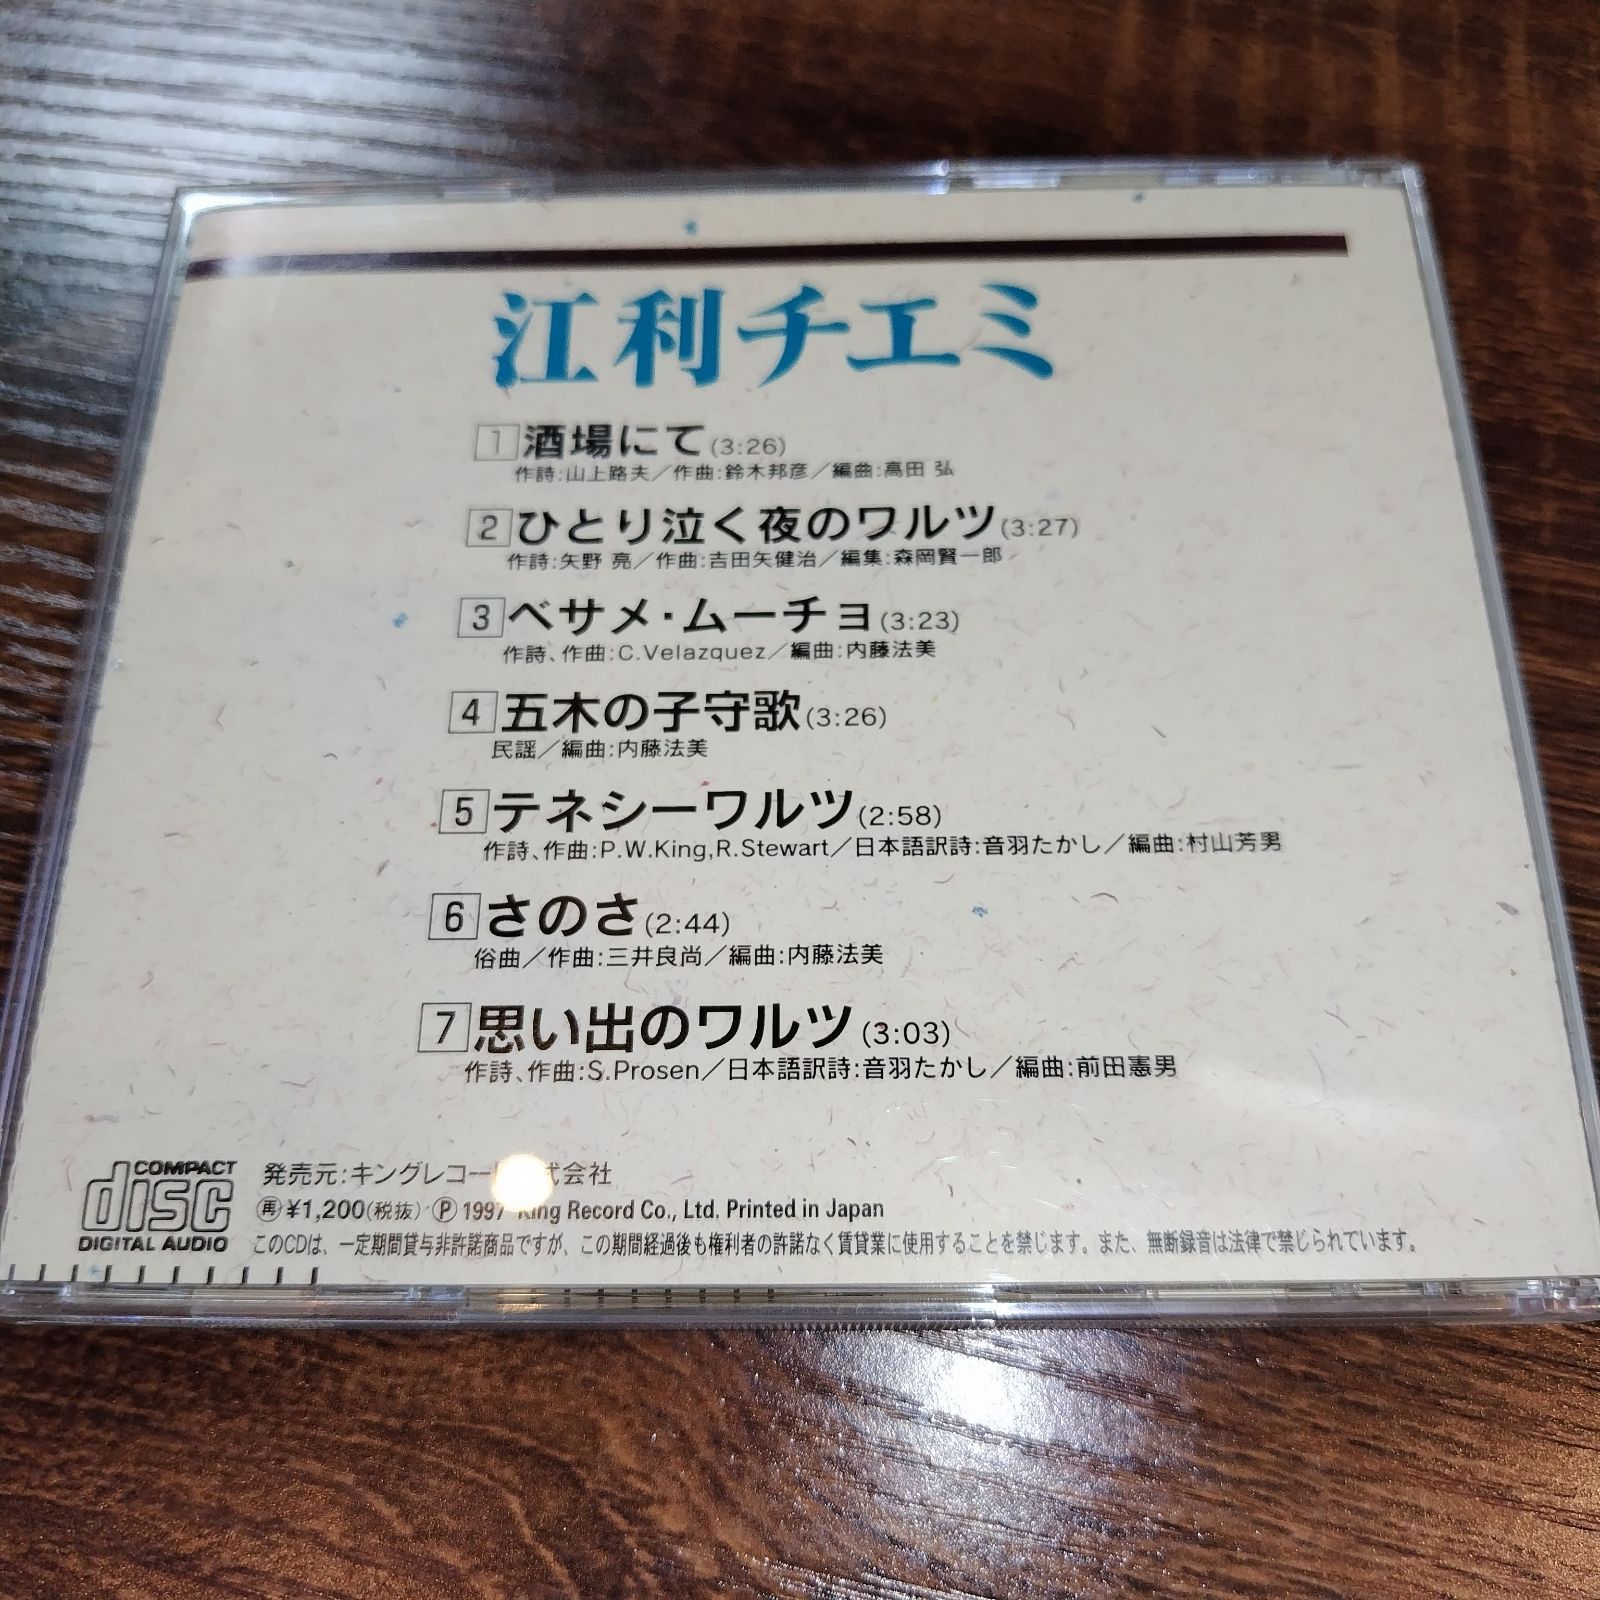 江利チエミ
1 酒場にて(3:26)
作詩:山上路夫／作曲:鈴木邦彦／編曲:高田 弘
2 ひとり泣く夜のワルツ(3:27)
作詩:矢野 亮／作曲:吉田矢健治／編集:森岡賢一郎
3 ベサメ・ムーチョ(3:23)
作詩、作曲:C.Velazquez／編曲:内藤法美
4 五木の子守歌(3:26)
民謡／編曲:内藤法美
5 テネシーワルツ(2:58)
作詩、作曲:P.W.King,R.Stewart／日本語訳詩:音羽たかし／編曲:村山芳男
6 さのさ(2:44)
俗曲／作曲:三井良尚／編曲:内藤法美
7 思い出のワルツ(3:03)
作詩、作曲:S.Prosen／日本語訳詩:音羽たかし／編曲:前田憲男
COMPACT
disc
DIGITAL AUDIO
発売元:キングレコー 式会社
再¥1,200(税抜) Ⓟ 1997 King Record Co., Ltd. Printed in Japan
このCDは、一定期間貸与非許諾商品ですが、この期間経過後も権利者の許諾なく賃貸業に使用することを禁じます。また、無断録音は法律で禁じられています。